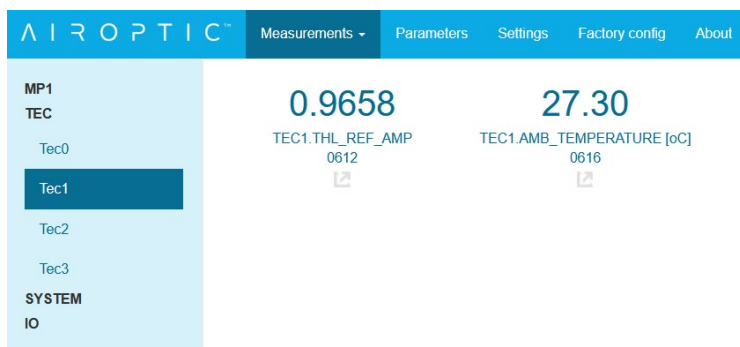 AIROPTIC™ Measurements Parameters Settings Factory config About
MP1
TEC
Tec0
Tec1
Tec2
Tec3
SYSTEM
IO
0.9658
TEC1.THL_REF_AMP
0612
27.30
TEC1.AMB_TEMPERATURE [oC]
0616